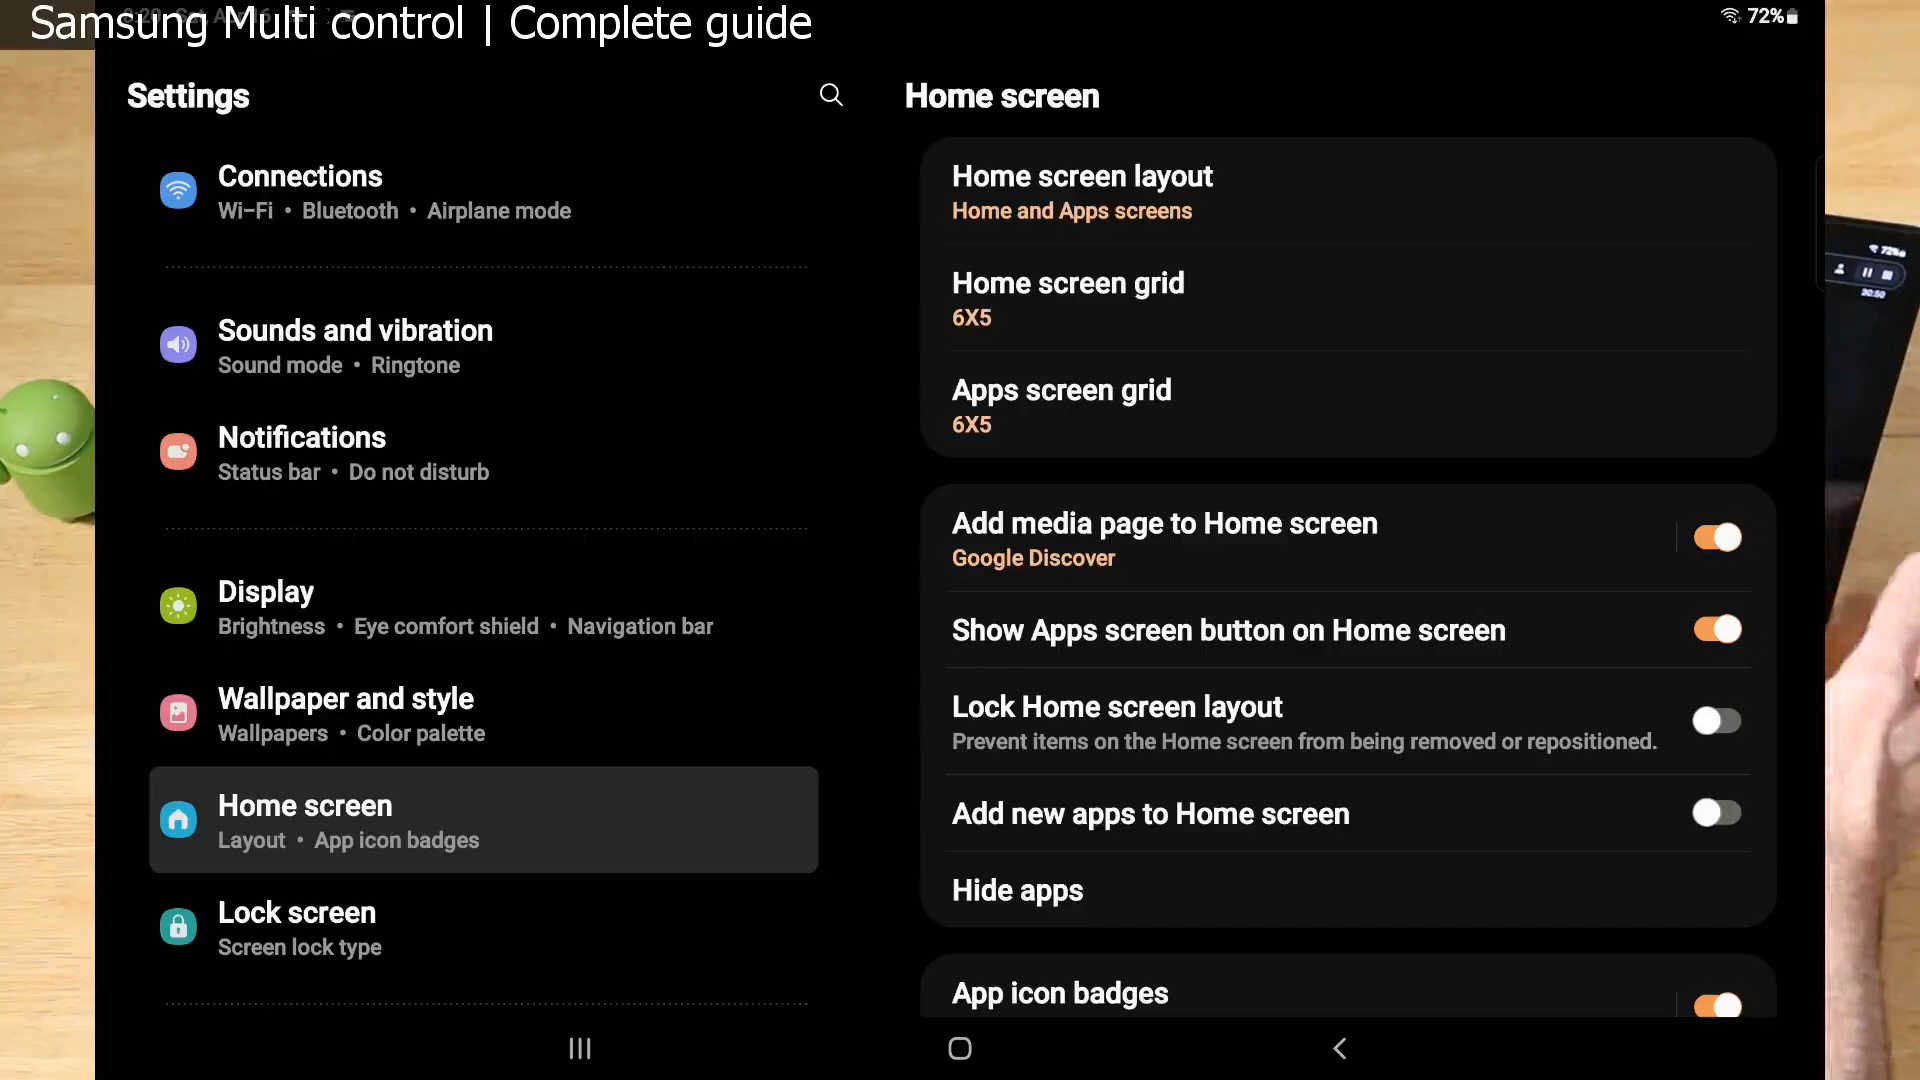 Samsung Multi control | Complete guide
72%
Settings
Connections
Wi-Fi • Bluetooth • Airplane mode
Sounds and vibration
Sound mode • Ringtone
Notifications
Status bar • Do not disturb
Display
Brightness • Eye comfort shield • Navigation bar
Wallpaper and style
Wallpapers • Color palette
Home screen
Layout • App icon badges
Lock screen
Screen lock type
Home screen
Home screen layout
Home and Apps screens
Home screen grid
6X5
Apps screen grid
6X5
Add media page to Home screen
Google Discover
Show Apps screen button on Home screen
Lock Home screen layout
Prevent items on the Home screen from being removed or repositioned.
Add new apps to Home screen
Hide apps
App icon badges
72%